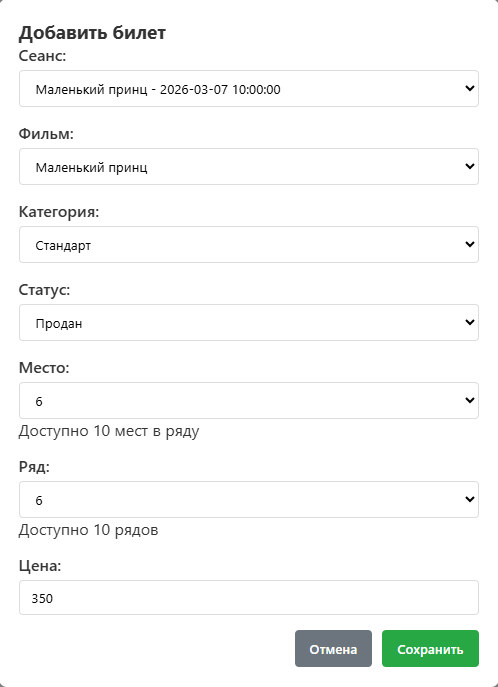 Добавить билет
Сеанс:
Маленький принц - 2026-03-07 10:00:00
Фильм:
Маленький принц
Категория:
Стандарт
Статус:
Продан
Место:
6
Доступно 10 мест в ряду
Ряд:
6
Доступно 10 рядов
Цена:
350
Отмена Сохранить